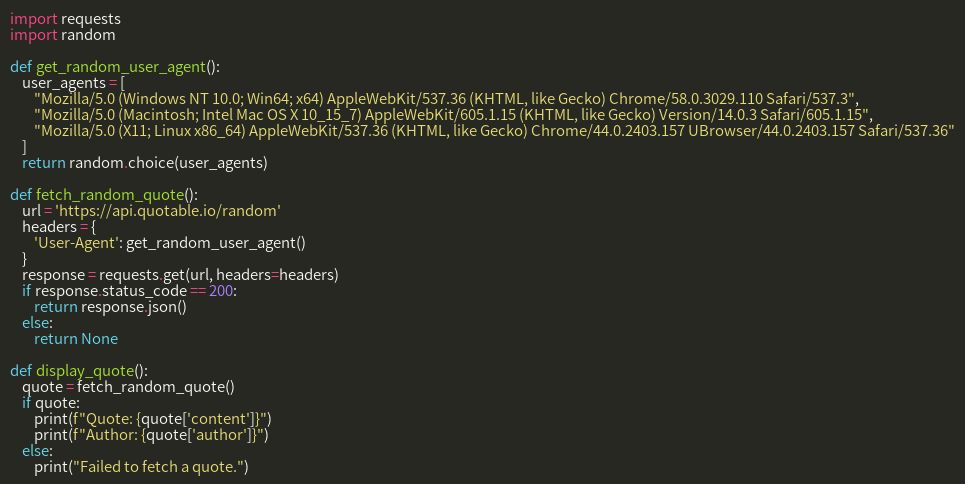 import requests
import random

def get_random_user_agent():
    user_agents = [
        "Mozilla/5.0 (Windows NT 10.0; Win64; x64) AppleWebKit/537.36 (KHTML, like Gecko) Chrome/58.0.3029.110 Safari/537.3",
        "Mozilla/5.0 (Macintosh; Intel Mac OS X 10_15_7) AppleWebKit/605.1.15 (KHTML, like Gecko) Version/14.0.3 Safari/605.1.15",
        "Mozilla/5.0 (X11; Linux x86_64) AppleWebKit/537.36 (KHTML, like Gecko) Chrome/44.0.2403.157 UBrowser/44.0.2403.157 Safari/537.36"
    ]
    return random.choice(user_agents)

def fetch_random_quote():
    url = 'https://api.quotable.io/random'
    headers = {
        'User-Agent': get_random_user_agent()
    }
    response = requests.get(url, headers=headers)
    if response.status_code == 200:
        return response.json()
    else:
        return None

def display_quote():
    quote = fetch_random_quote()
    if quote:
        print(f"Quote: {quote['content']}")
        print(f"Author: {quote['author']}")
    else:
        print("Failed to fetch a quote.")